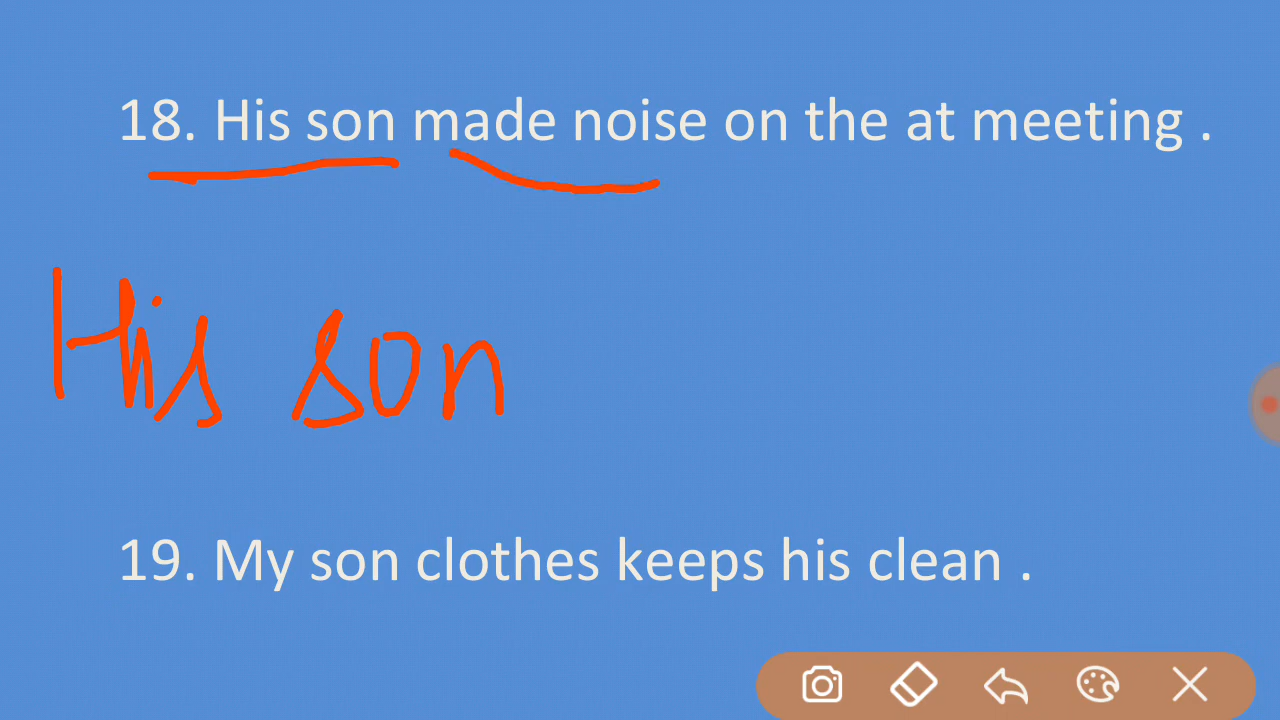 18. His son made noise on the at meeting .
His son
19. My son clothes keeps his clean .